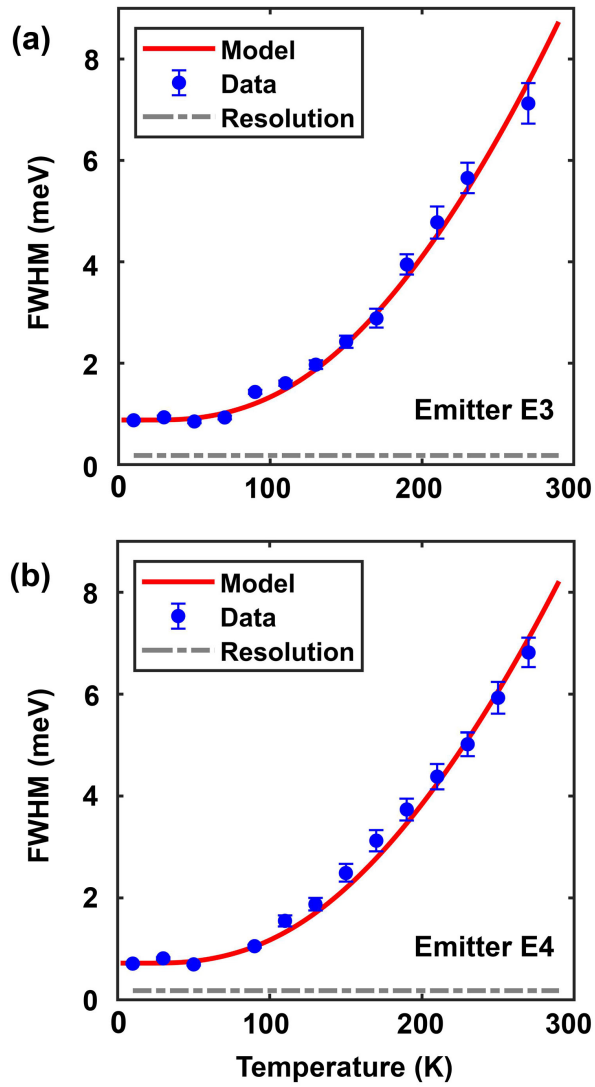 (a)
Model
Data
Resolution
FWHM (meV)
8
6
4
2
0
Emitter E3
0
100
200
300
(b)
Model
Data
Resolution
FWHM (meV)
8
6
4
2
0
Emitter E4
0
100
200
300
Temperature (K)